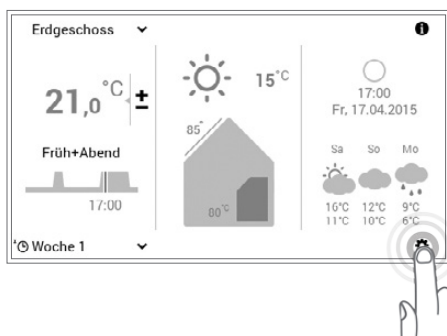 Erdgeschoss
21,0 °C ±
Früh+Abend
17:00
Woche 1
15°C
85°
80°C
17:00
Fr, 17.04.2015
Sa So Mo
16°C 12°C 9°C
11°C 10°C 6°C